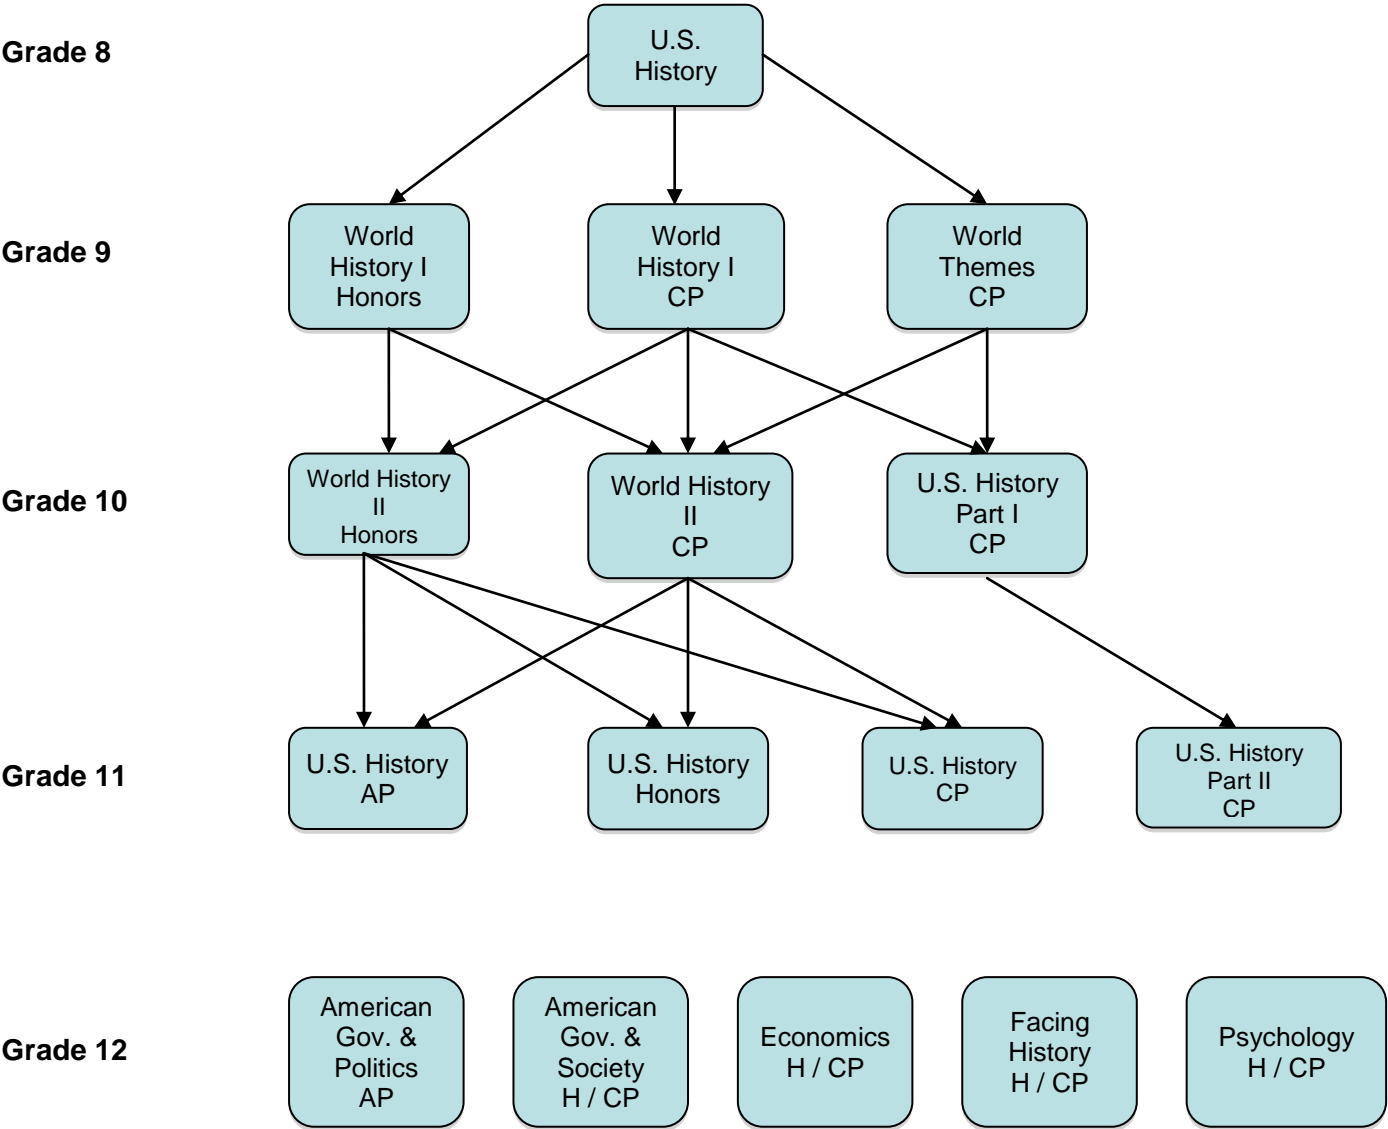 Grade 8
U.S.
History
Grade 9
World
History I
Honors
World
History I
CP
World
Themes
CP
Grade 10
World History
II
Honors
World History
II
CP
U.S. History
Part I
CP
Grade 11
U.S. History
AP
U.S. History
Honors
U.S. History
CP
U.S. History
Part II
CP
Grade 12
American
Gov. &
Politics
AP
American
Gov. &
Society
H / CP
Economics
H / CP
Facing
History
H / CP
Psychology
H / CP